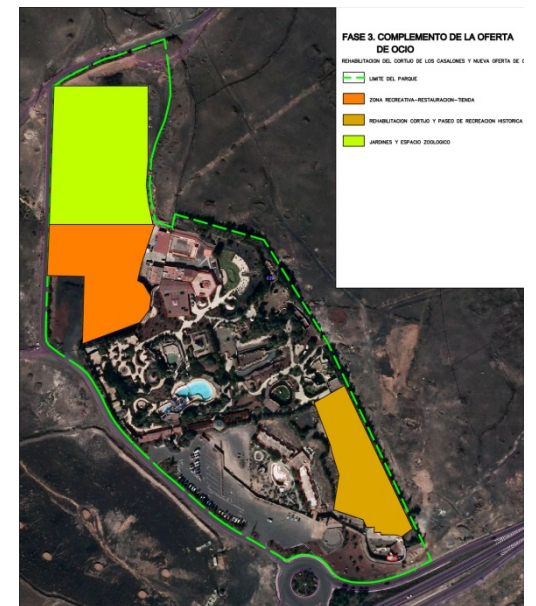 FASE 3. COMPLEMENTO DE LA OFERTA
DE OCIO
REHABILITACION DEL CORTIJO DE LOS CASALONES Y NUEVA OFERTA DE
LIMITE DEL PARQUE
ZONA RECREATIVA-RESTAURACION-TIENDA
REHABILITACION CORTIJO Y PASEO DE RECREACION HISTORICA
JARDINES Y ESPACIO ZOOLOGICO